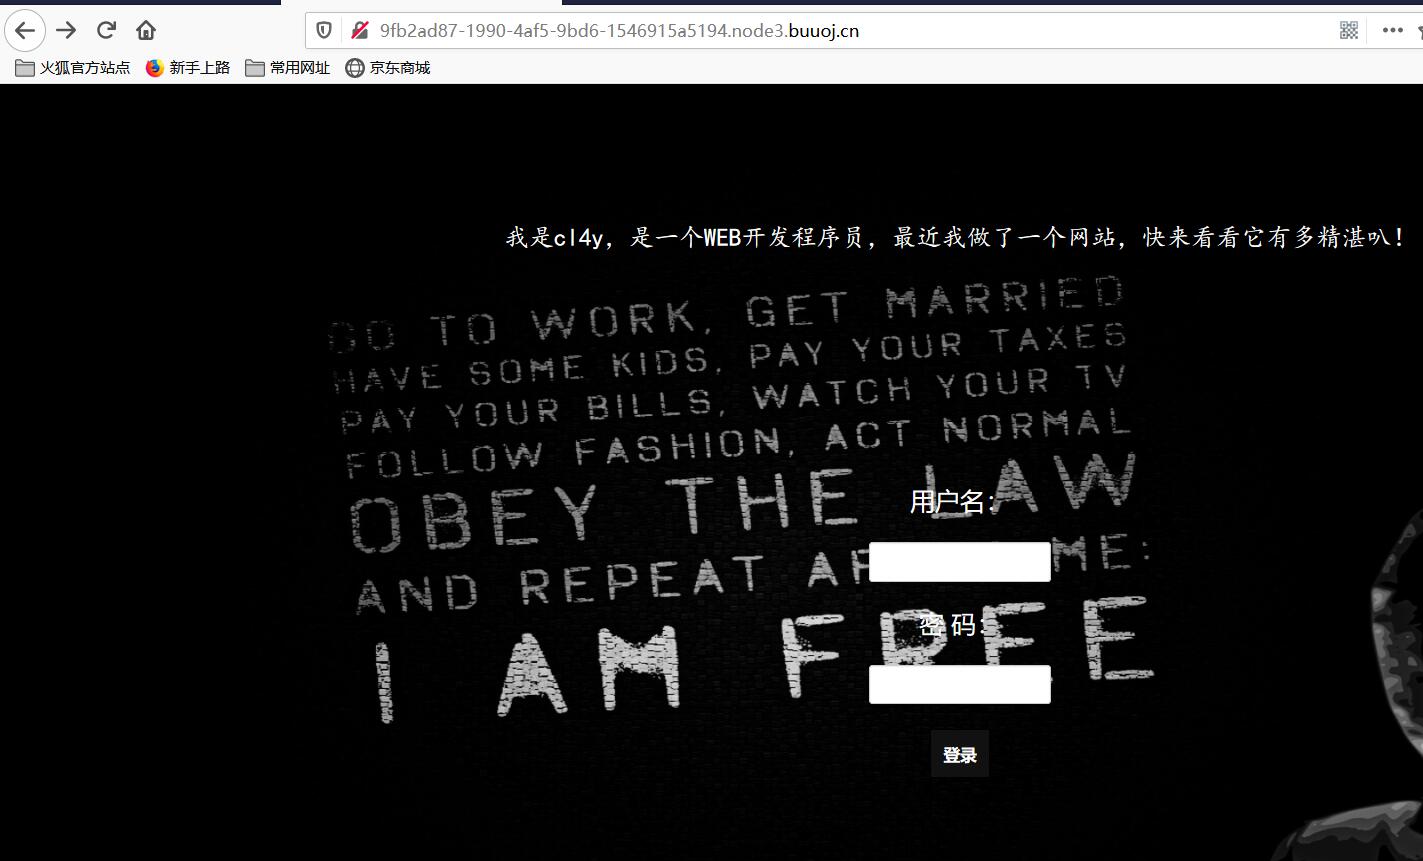 9fb2ad87-1990-4af5-9bd6-1546915a5194.node3.buuoj.cn
火狐官方站点 新手上路 常用网址 京东商城
我是cl4y，是一个WEB开发程序员，最近我做了一个网站，快来看看它有多精湛叭！
GO TO WORK, GET MARRIED
HAVE SOME KIDS, PAY YOUR TAXES
PAY YOUR BILLS, WATCH YOUR TV
FOLLOW FASHION, ACT NORMAL
OBEY THE LAW
用户名：
AND REPEAT AF ME:
密 码：
I AM FREE
登录